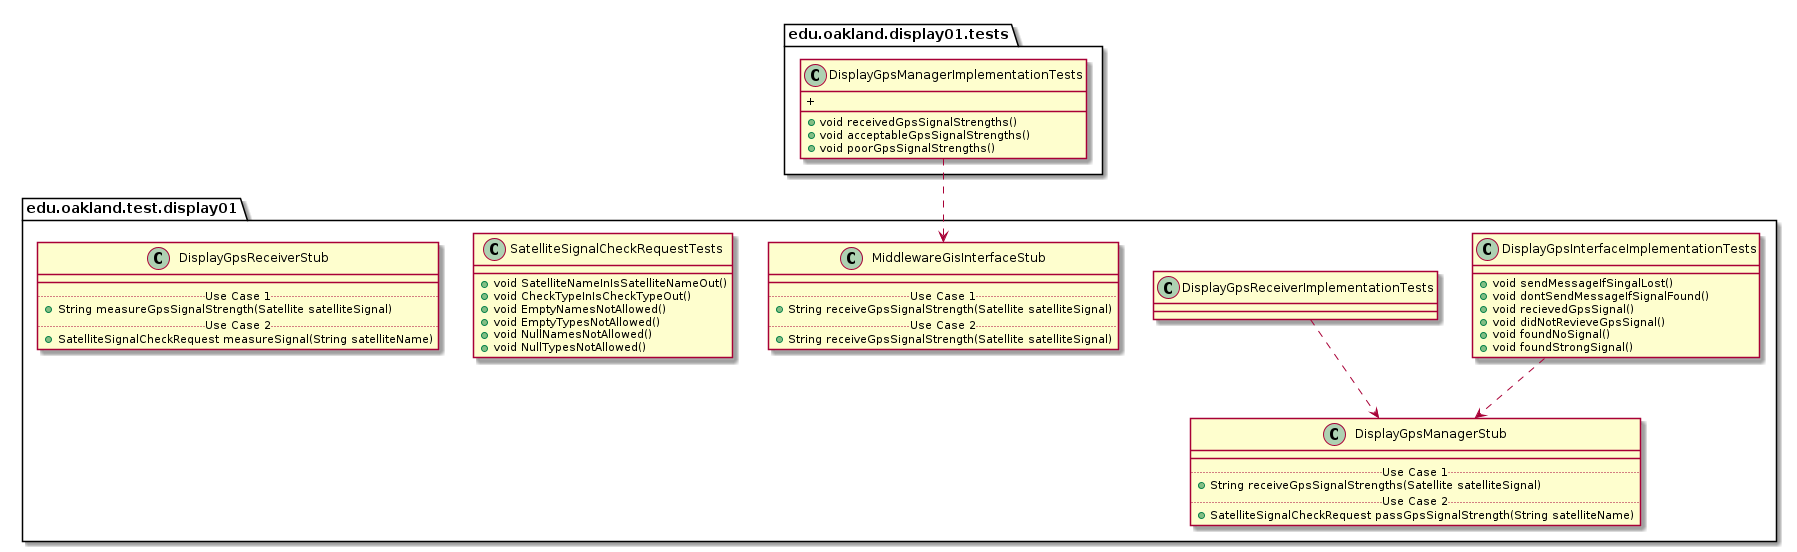 edu.oakland.display01.tests
C DisplayGpsManagerImplementationTests
+
void receivedGpsSignalStrengths()
void acceptableGpsSignalStrengths()
void poorGpsSignalStrengths()
edu.oakland.test.display01
C DisplayGpsReceiverStub
Use Case 1
String measureGpsSignalStrength(Satellite satelliteSignal)
Use Case 2
SatelliteSignalCheckRequest measureSignal(String satelliteName)
C SatelliteSignalCheckRequestTests
void SatelliteNameInIsSatelliteNameOut()
void CheckTypeInIsCheckTypeOut()
void EmptyNamesNotAllowed()
void EmptyTypesNotAllowed()
void NullNamesNotAllowed()
void NullTypesNotAllowed()
C MiddlewareGisInterfaceStub
Use Case 1
String receiveGpsSignalStrength(Satellite satelliteSignal)
Use Case 2
String receiveGpsSignalStrength(Satellite satelliteSignal)
C DisplayGpsReceiverImplementationTests
C DisplayGpsInterfaceImplementationTests
void sendMessageIfSingalLost()
void dontSendMessageIfSignalFound()
void recievedGpsSignal()
void didNotRevieveGpsSignal()
void foundNoSignal()
void foundStrongSignal()
C DisplayGpsManagerStub
Use Case 1
String receiveGpsSignalStrengths(Satellite satelliteSignal)
Use Case 2
SatelliteSignalCheckRequest passGpsSignalStrength(String satelliteName)